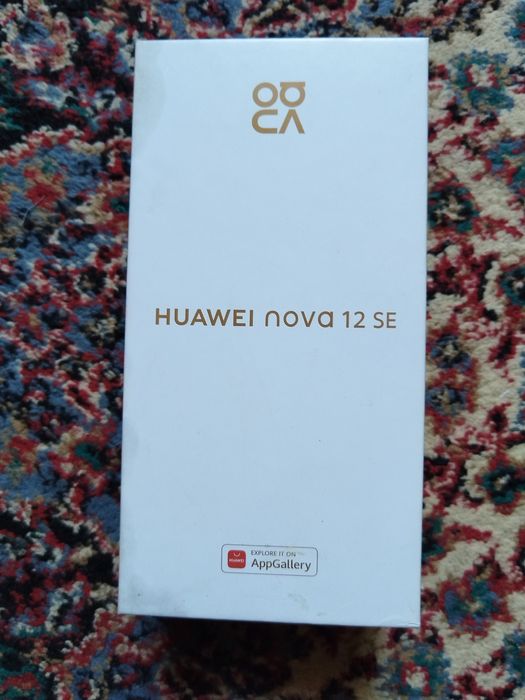 HUAWEI nova 12 SE
EXPLORE IT ON
HUAWEI
AppGallery